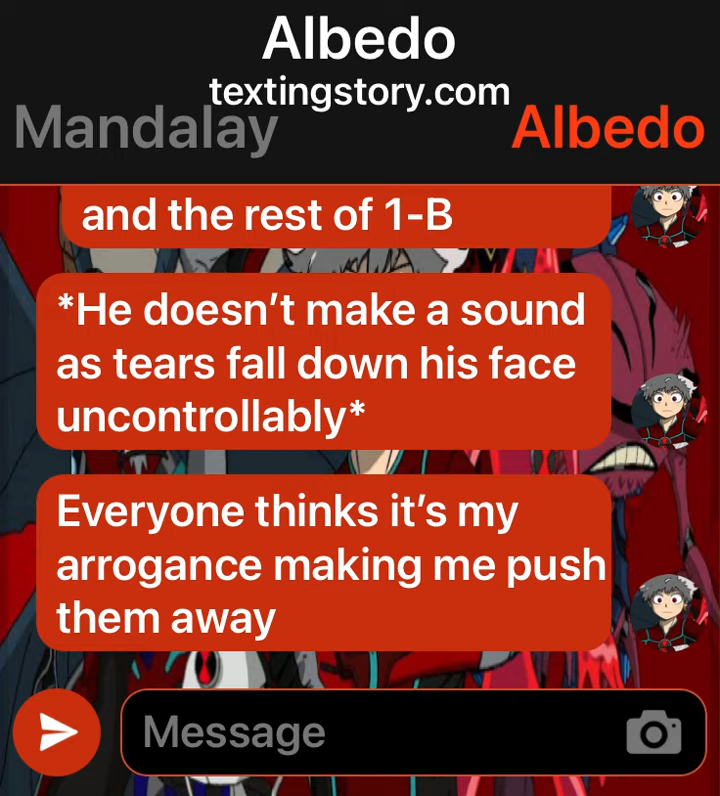 Albedo
textingstory.com
Mandalay
Albedo
and the rest of 1-B
*He doesn’t make a sound
as tears fall down his face
uncontrollably*
Everyone thinks it’s my
arrogance making me push
them away
Message